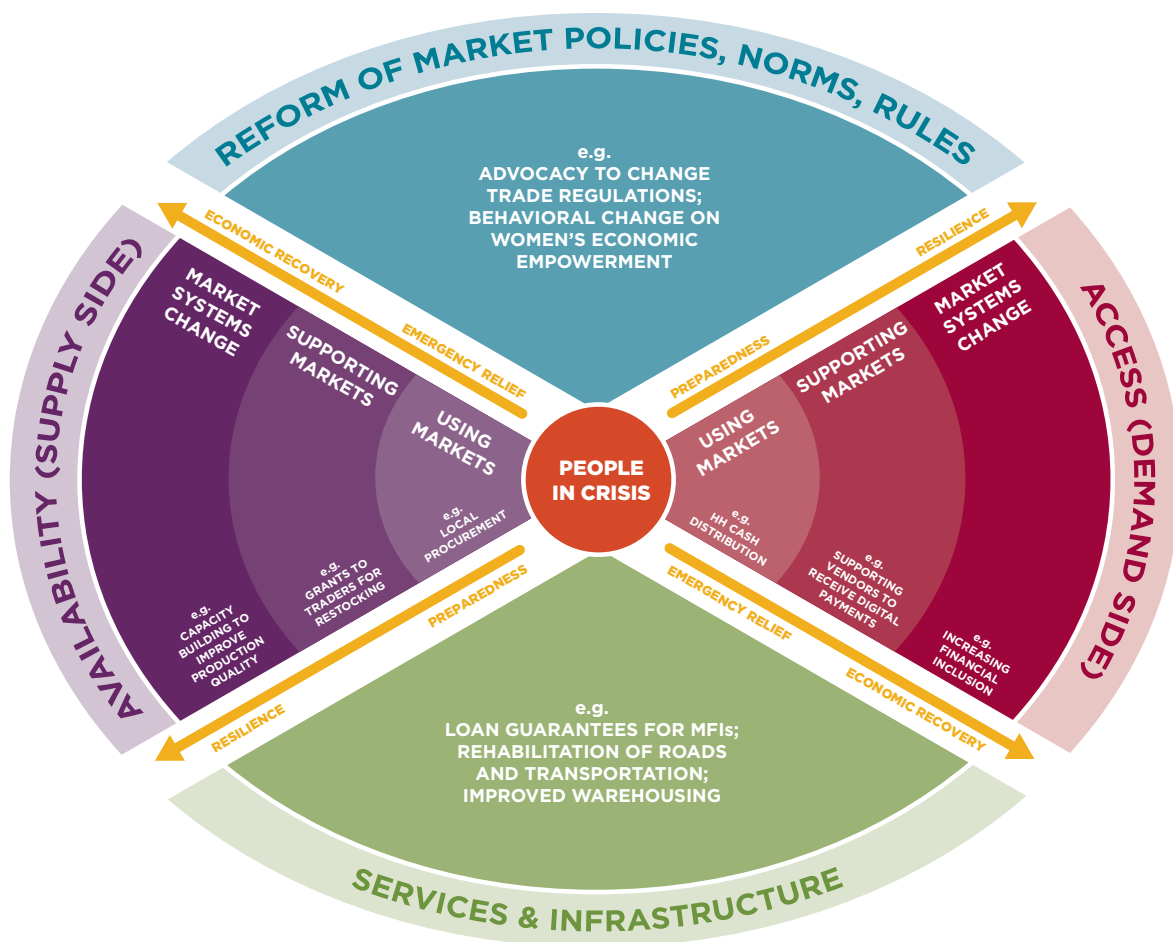 REFORM OF MARKET POLICIES, NORMS, RULES
e.g.
ADVOCACY TO CHANGE
TRADE REGULATIONS;
BEHAVIORAL CHANGE ON
WOMEN'S ECONOMIC
EMPOWERMENT
ECONOMIC RECOVERY
EMERGENCY RELIEF
PREPAREDNESS
RESILIENCE
AVAILABILITY (SUPPLY SIDE)
MARKET
SYSTEMS
CHANGE
e.g.
CAPACITY
BUILDING TO
IMPROVE
PRODUCTION
QUALITY
SUPPORTING
MARKETS
e.g.
GRANTS TO
TRADERS FOR
RESTOCKING
USING
MARKETS
e.g.
LOCAL
PROCUREMENT
PEOPLE
IN CRISIS
USING
MARKETS
e.g.
HH CASH
DISTRIBUTION
SUPPORTING
MARKETS
e.g.
SUPPORTING
VENDORS TO
RECEIVE DIGITAL
PAYMENTS
MARKET
SYSTEMS
CHANGE
e.g.
INCREASING
FINANCIAL
INCLUSION
ACCESS (DEMAND SIDE)
RESILIENCE
PREPAREDNESS
EMERGENCY RELIEF
ECONOMIC RECOVERY
e.g.
LOAN GUARANTEES FOR MFIs;
REHABILITATION OF ROADS
AND TRANSPORTATION;
IMPROVED WAREHOUSING
SERVICES & INFRASTRUCTURE